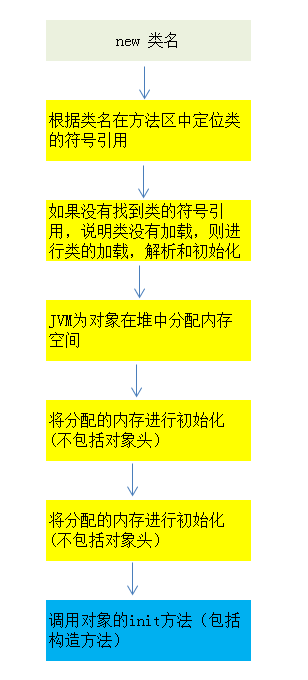 new 类名
根据类名在方法区中定位类
的符号引用
如果没有找到类的符号引
用，说明类没有加载，则进
行类的加载，解析和初始化
JVM为对象在堆中分配内存
空间
将分配的内存进行初始化
(不包括对象头)
将分配的内存进行初始化
(不包括对象头)
调用对象的init方法（包括
构造方法）